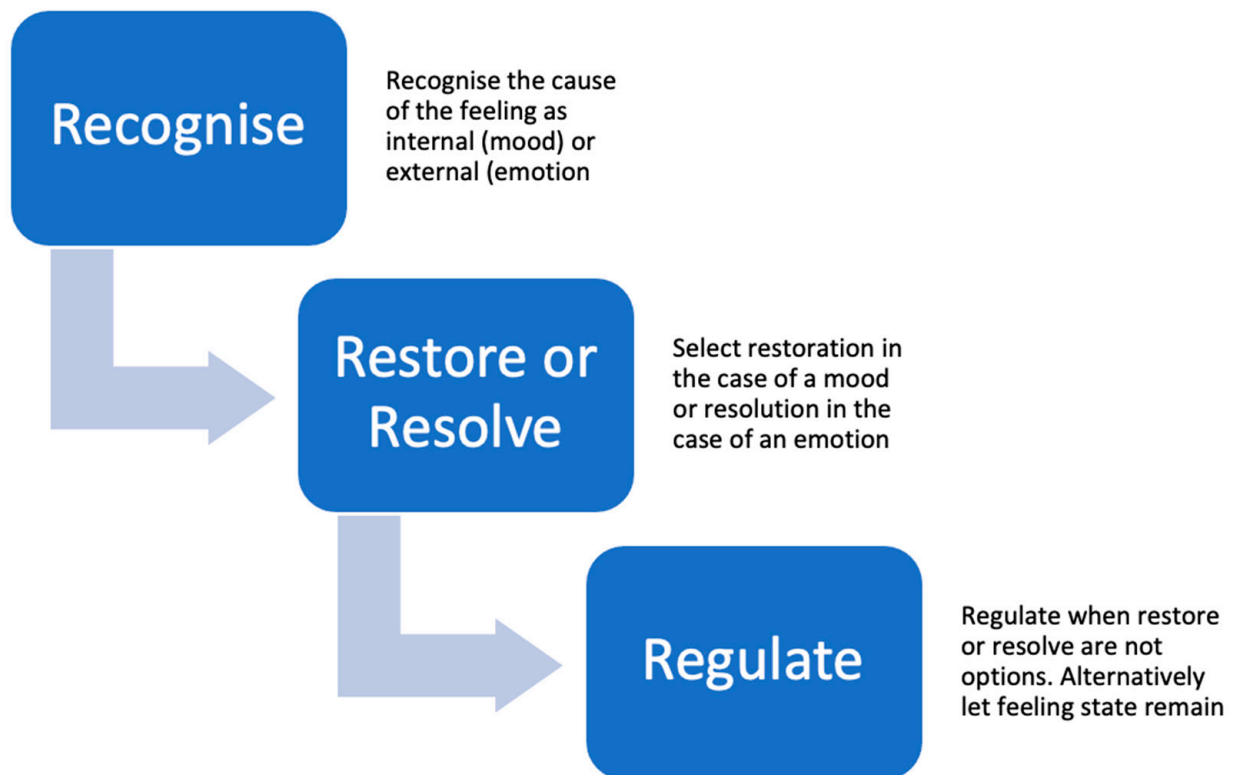 Recognise
Recognise the cause
of the feeling as
internal (mood) or
external (emotion
Restore or
Resolve
Select restoration in
the case of a mood
or resolution in the
case of an emotion
Regulate
Regulate when restore
or resolve are not
options. Alternatively
let feeling state remain